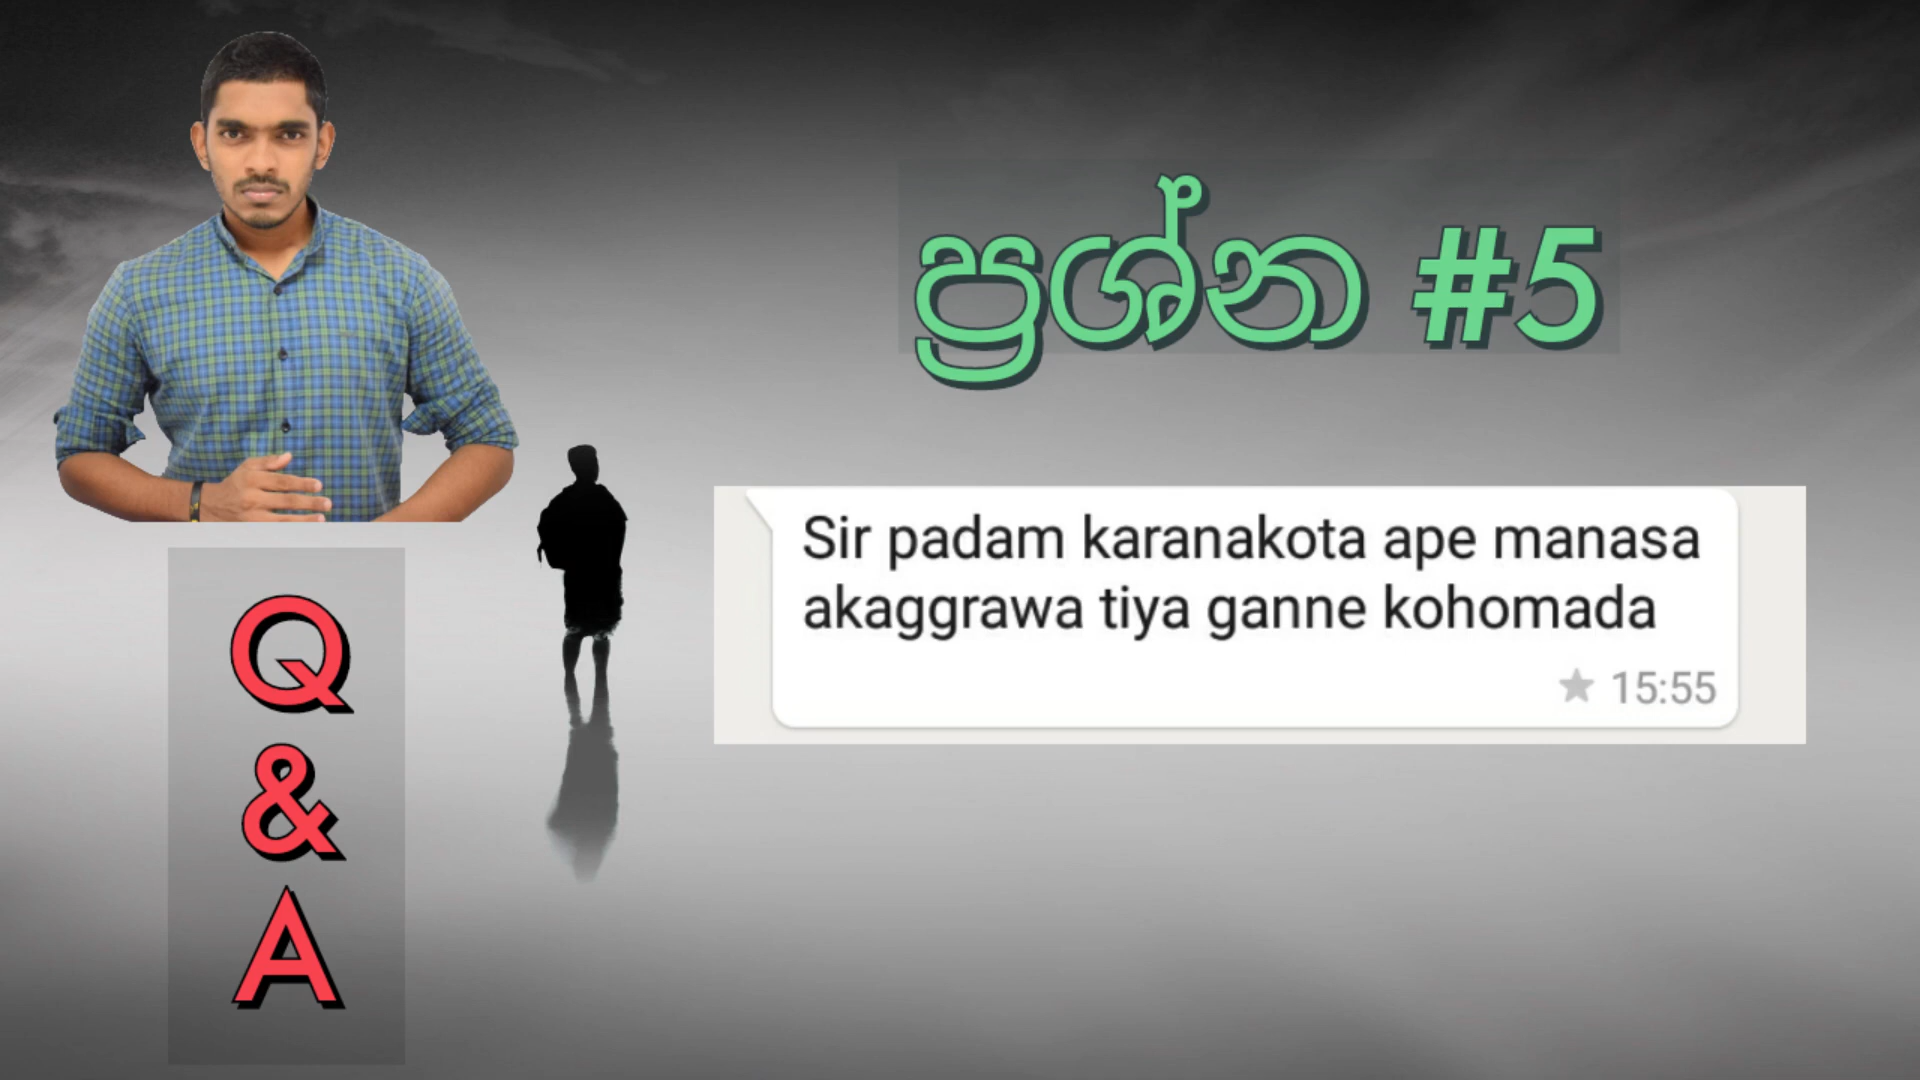 ප්‍රශ්න #5
Sir padam karanakota ape manasa
akaggrawa tiya ganne kohomada
★ 15:55
Q
&
A